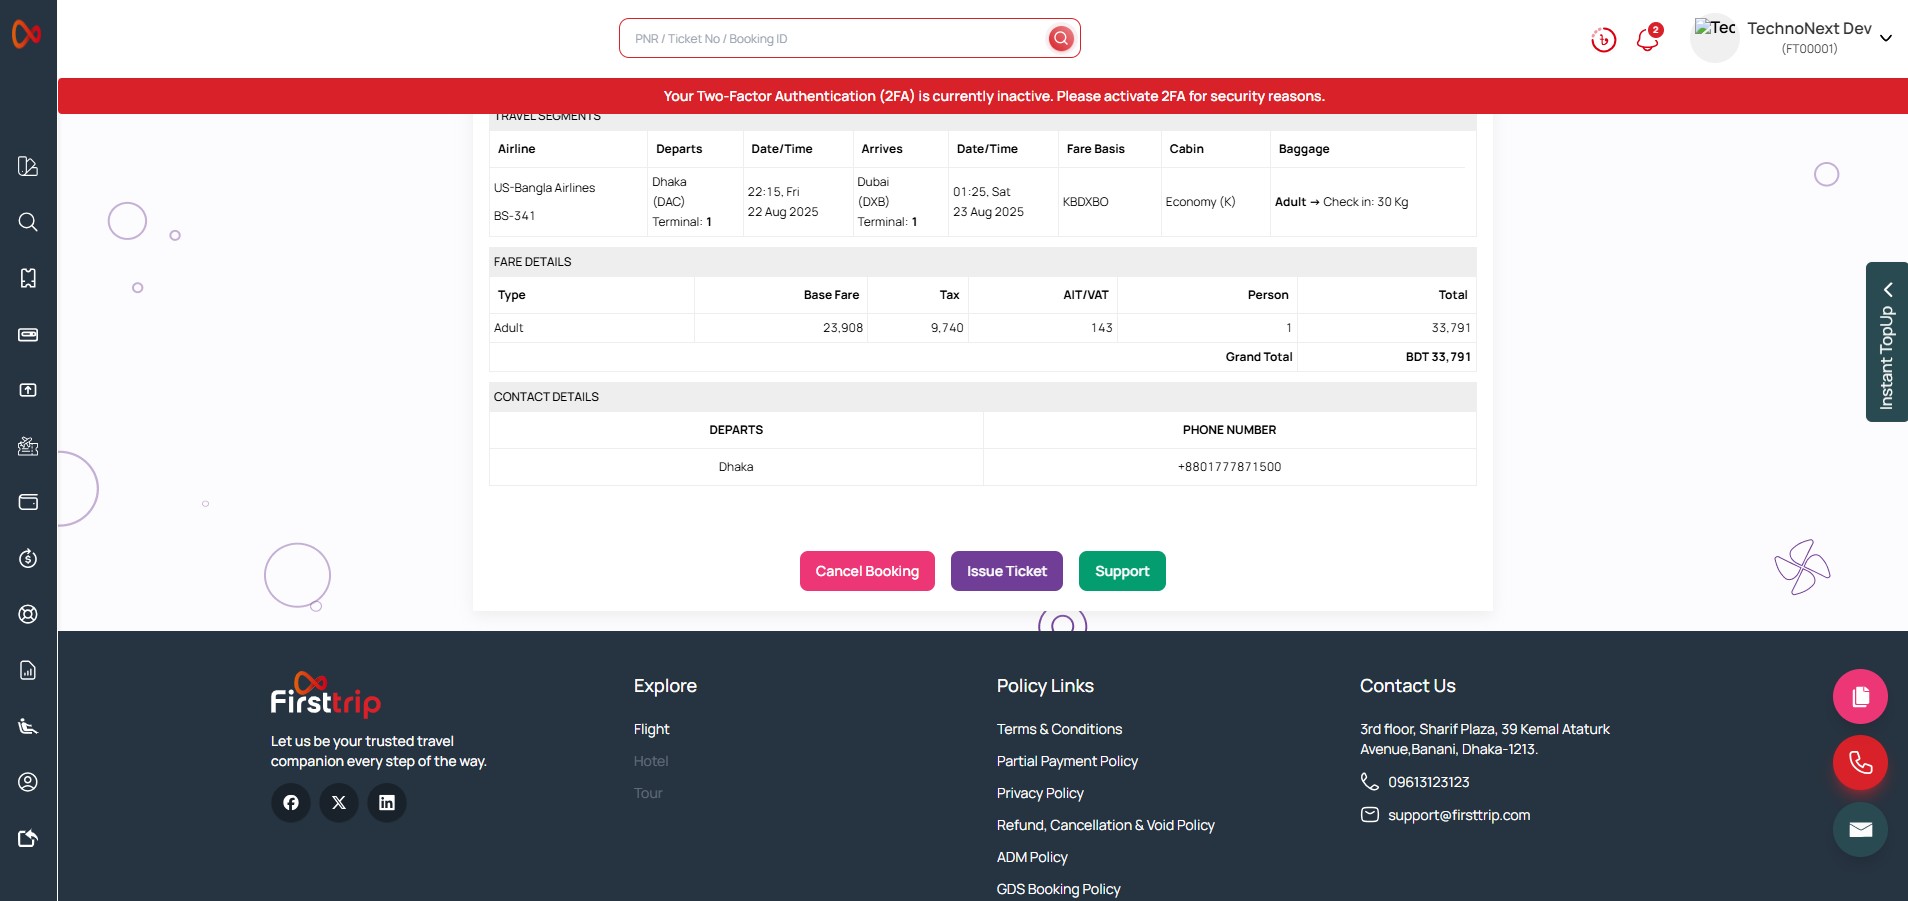 PNR / Ticket No / Booking ID
2
Tec
TechnoNext Dev
(FT00001)
Your Two-Factor Authentication (2FA) is currently inactive. Please activate 2FA for security reasons.
TRAVEL SEGMENTS
Airline Departs Date/Time Arrives Date/Time Fare Basis Cabin Baggage
US-Bangla Airlines
BS-341
Dhaka
(DAC)
Terminal: 1
22:15, Fri
22 Aug 2025
Dubai
(DXB)
Terminal: 1
01:25, Sat
23 Aug 2025
KBDXBO
Economy (K)
Adult → Check in: 30 Kg
FARE DETAILS
Type Base Fare Tax AIT/VAT Person Total
Adult 23,908 9,740 143 1 33,791
Grand Total BDT 33,791
CONTACT DETAILS
DEPARTS PHONE NUMBER
Dhaka +8801777871500
Cancel Booking Issue Ticket Support
Instant TopUp
Firsttrip
Let us be your trusted travel
companion every step of the way.
Explore
Flight
Hotel
Tour
Policy Links
Terms & Conditions
Partial Payment Policy
Privacy Policy
Refund, Cancellation & Void Policy
ADM Policy
GDS Booking Policy
Contact Us
3rd floor, Sharif Plaza, 39 Kemal Ataturk
Avenue,Banani, Dhaka-1213.
09613123123
support@firsttrip.com